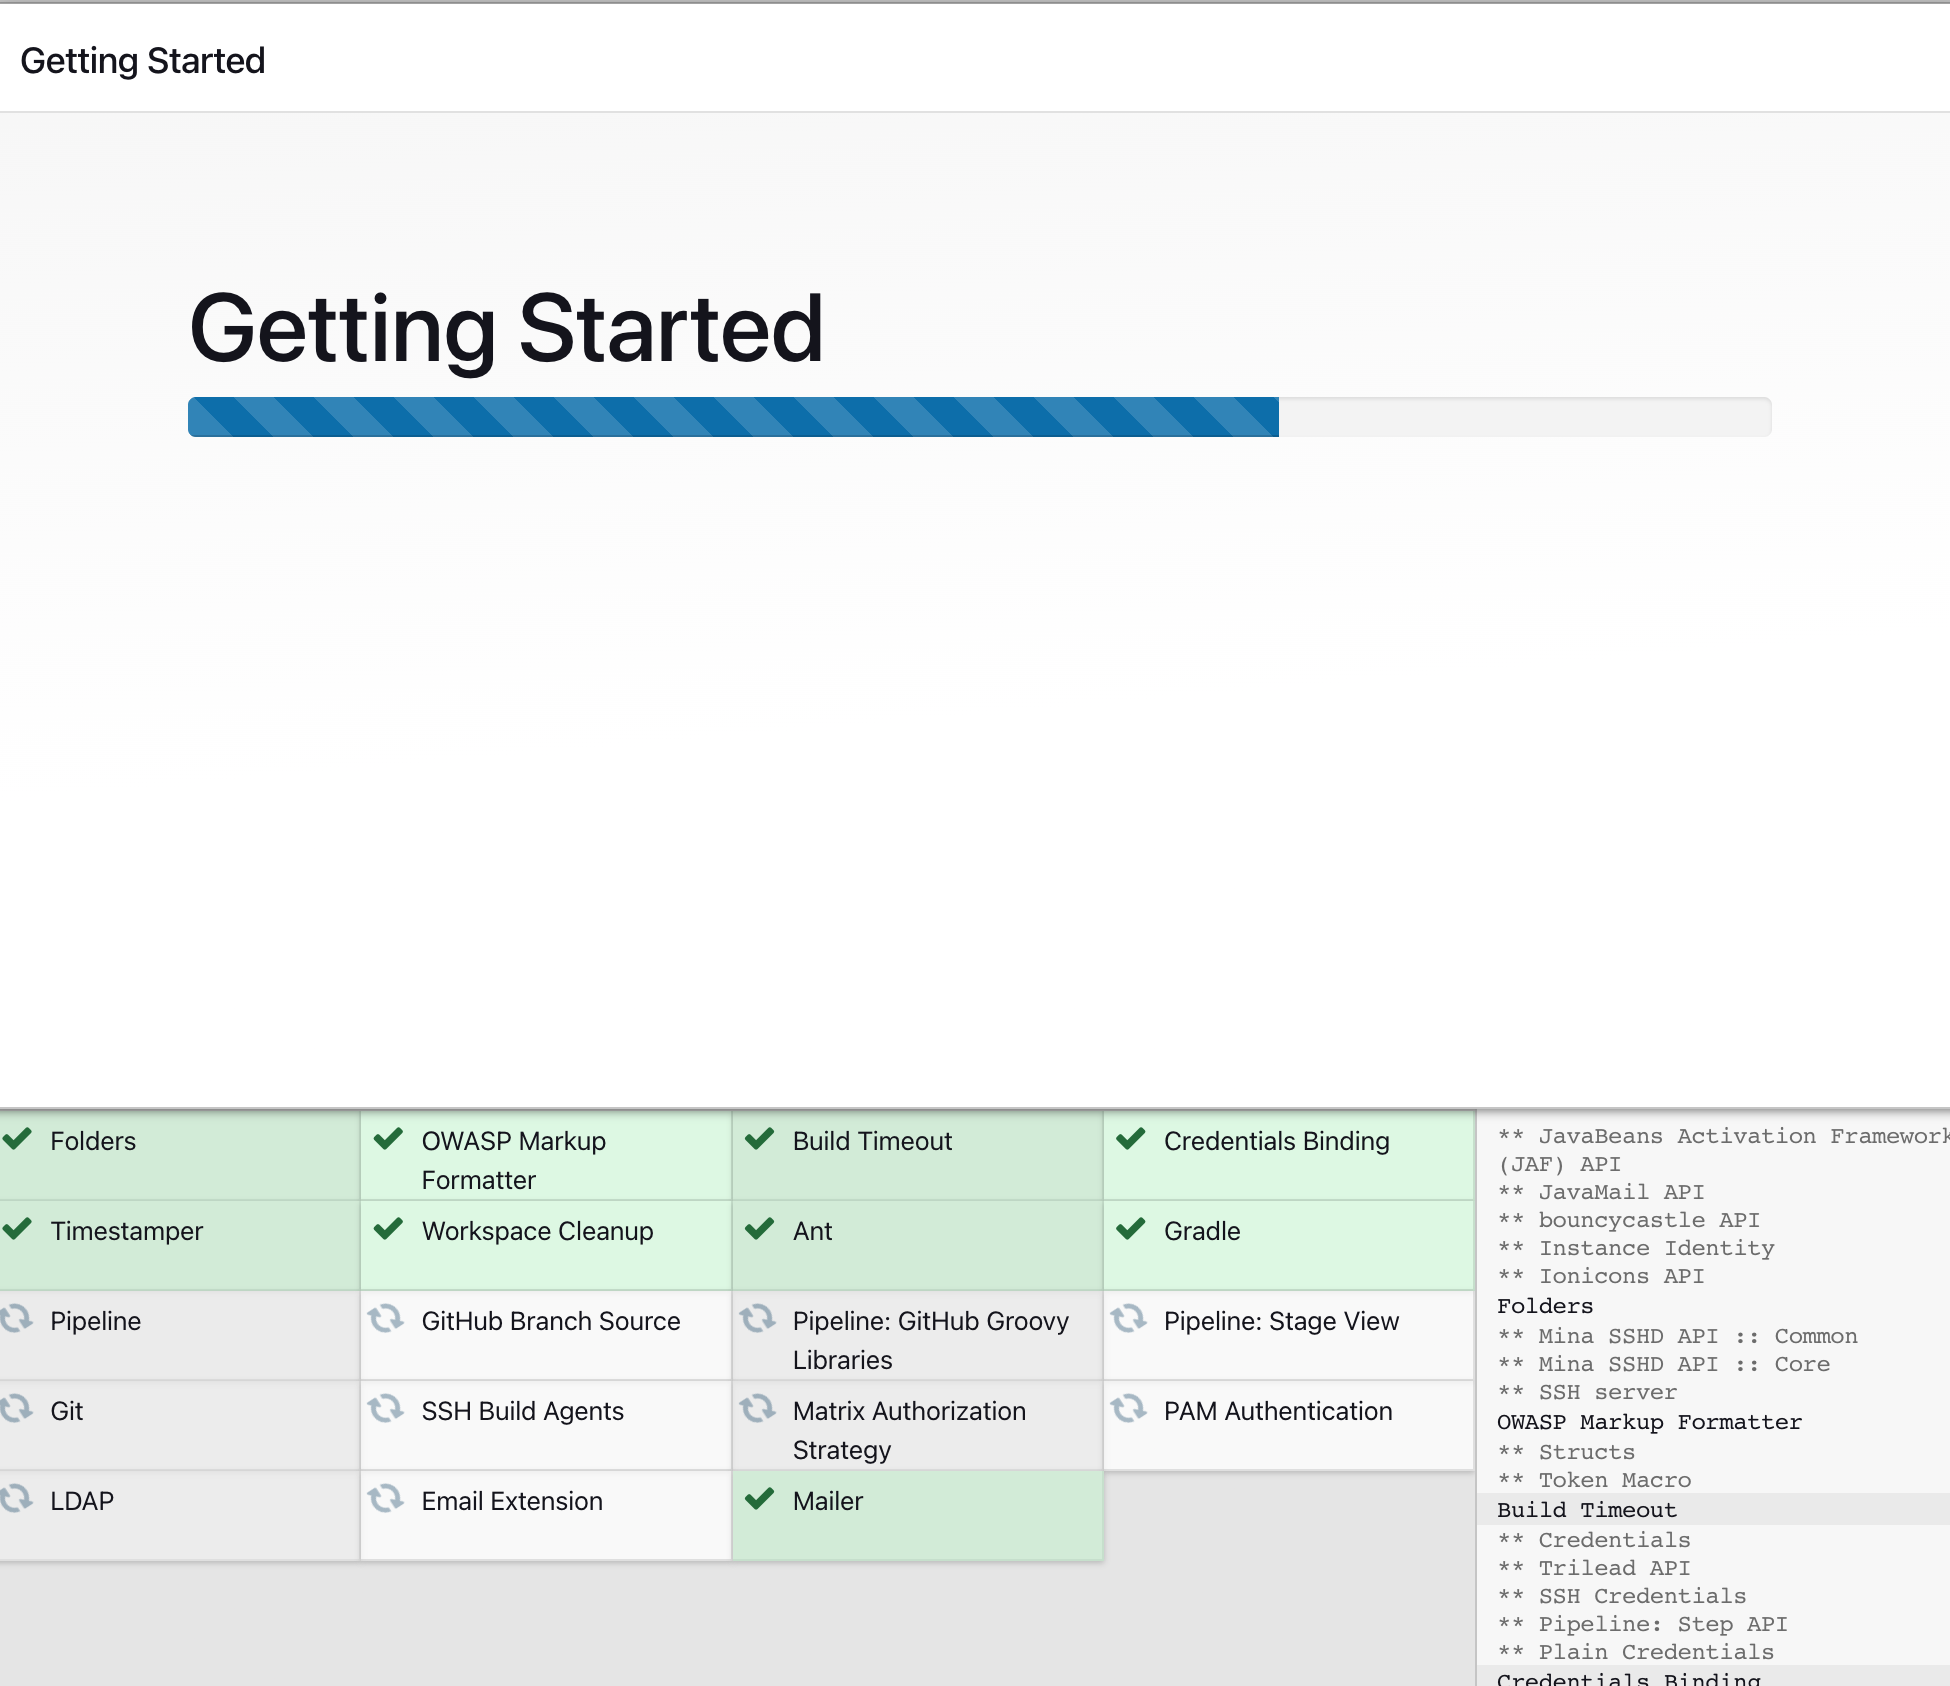 Getting Started
Getting Started
Folders
OWASP Markup
Formatter
Build Timeout
Credentials Binding
Timestamper
Workspace Cleanup
Ant
Gradle
Pipeline
GitHub Branch Source
Pipeline: GitHub Groovy
Libraries
Pipeline: Stage View
Git
SSH Build Agents
Matrix Authorization
Strategy
PAM Authentication
LDAP
Email Extension
Mailer
** JavaBeans Activation Framework
(JAF) API
** JavaMail API
** bouncycastle API
** Instance Identity
** Ionicons API
Folders
** Mina SSHD API :: Common
** Mina SSHD API :: Core
** SSH server
OWASP Markup Formatter
** Structs
** Token Macro
Build Timeout
** Credentials
** Trilead API
** SSH Credentials
** Pipeline: Step API
** Plain Credentials
Credentials Binding